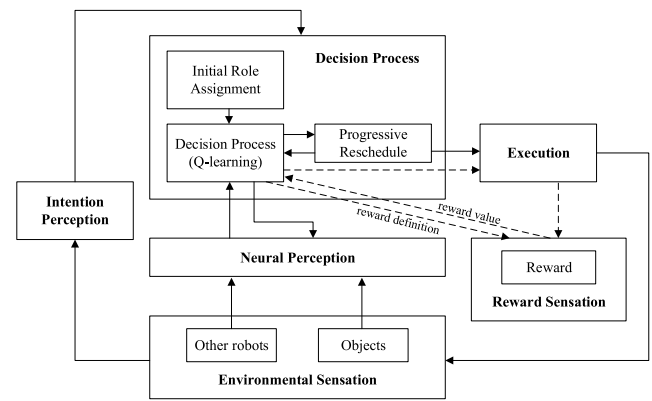 Decision Process
Initial Role
Assignment
Decision Process
(Q-learning)
Progressive
Reschedule
Execution
Intention
Perception
reward value
reward definition
Neural Perception
Reward
Reward Sensation
Other robots
Objects
Environmental Sensation